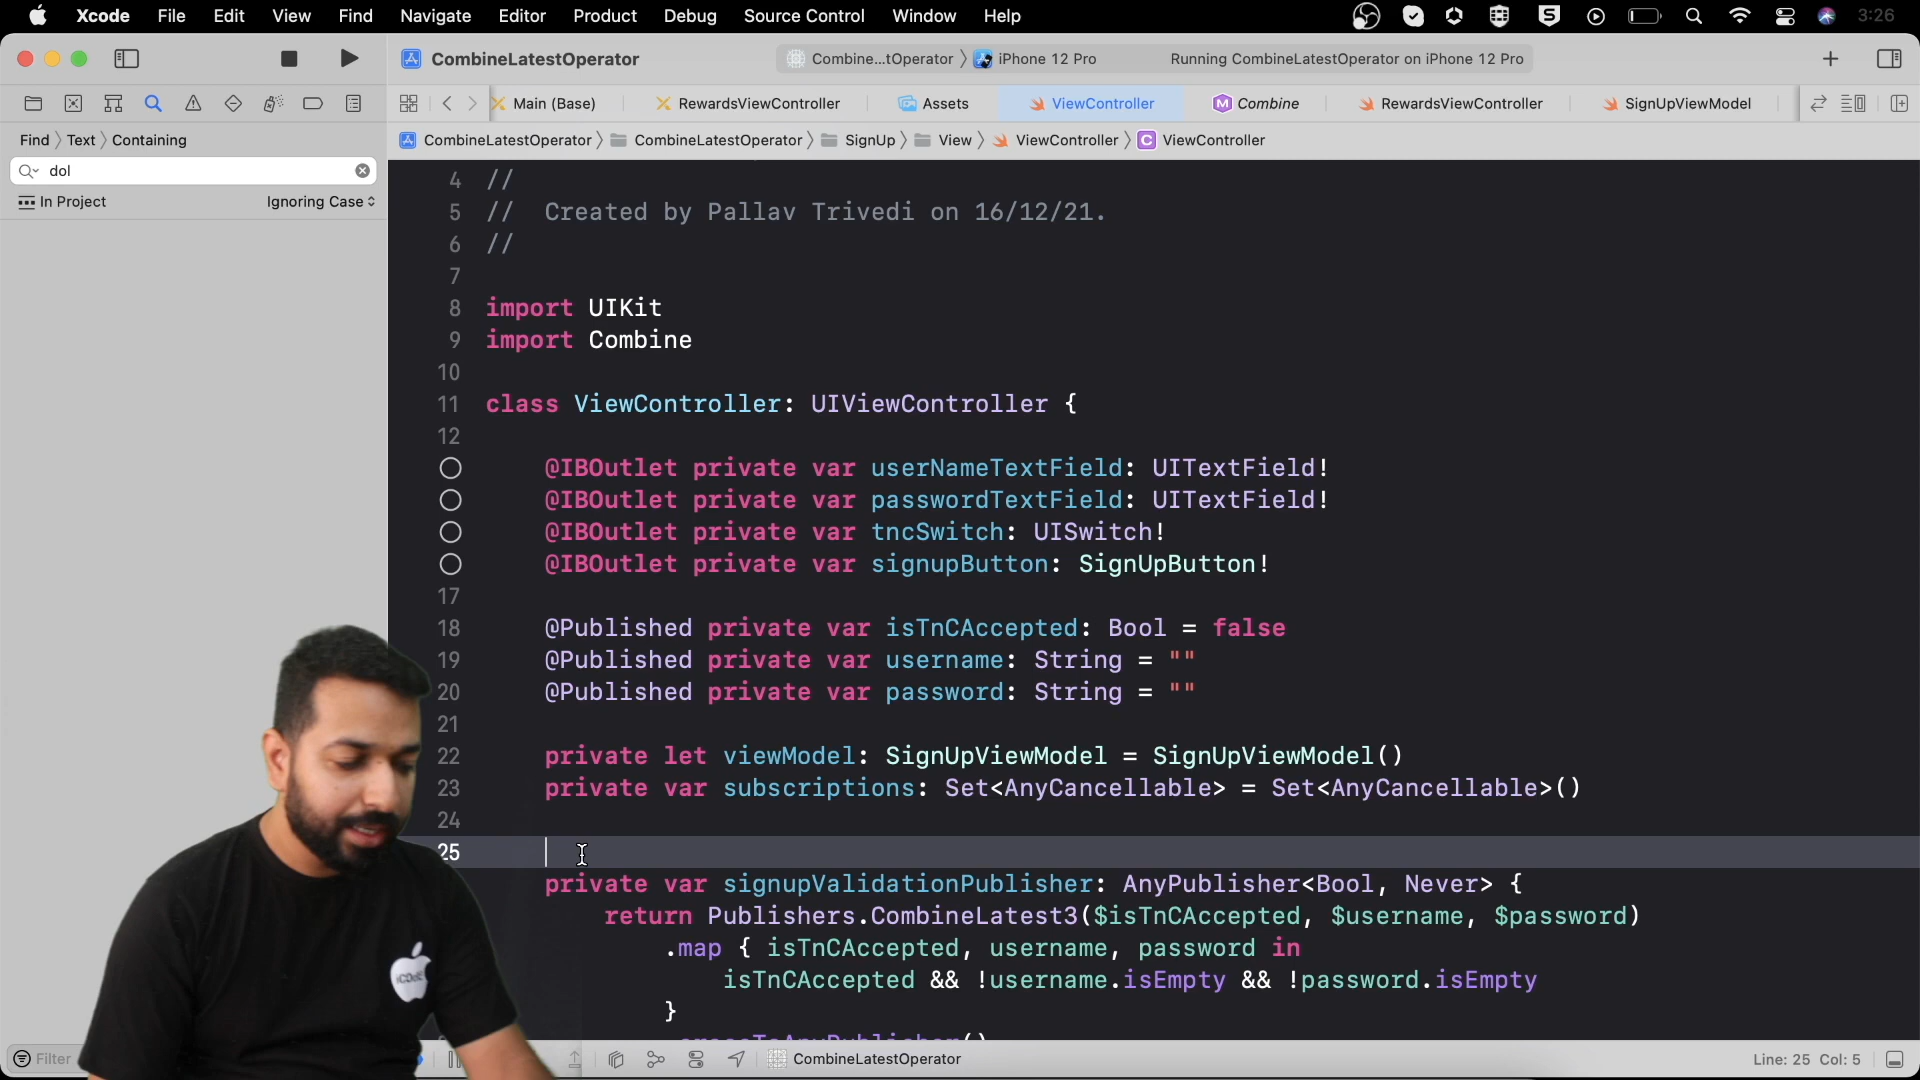 Xcode File Edit View Find Navigate Editor Product Debug Source Control Window Help 3:26
CombineLatestOperator Combine...tOperator iPhone 12 Pro Running CombineLatestOperator on iPhone 12 Pro
Main (Base) RewardsViewController Assets ViewController Combine RewardsViewController SignUpViewModel
Find Text Containing
CombineLatestOperator CombineLatestOperator SignUp View ViewController ViewController
dol
In Project Ignoring Case
4 //
5 // Created by Pallav Trivedi on 16/12/21.
6 //
7
8 import UIKit
9 import Combine
10
11 class ViewController: UIViewController {
12
@IBOutlet private var userNameTextField: UITextField!
@IBOutlet private var passwordTextField: UITextField!
@IBOutlet private var tncSwitch: UISwitch!
@IBOutlet private var signupButton: SignUpButton!
17
18 @Published private var isTnCAccepted: Bool = false
19 @Published private var username: String = ""
20 @Published private var password: String = ""
21
22 private let viewModel: SignUpViewModel = SignUpViewModel()
23 private var subscriptions: Set<AnyCancellable> = Set<AnyCancellable>()
24
25
private var signupValidationPublisher: AnyPublisher<Bool, Never> {
return Publishers.CombineLatest3($isTnCAccepted, $username, $password)
.map { isTnCAccepted, username, password in
isTnCAccepted && !username.isEmpty && !password.isEmpty
}
Filter CombineLatestOperator Line: 25 Col: 5
iCODE